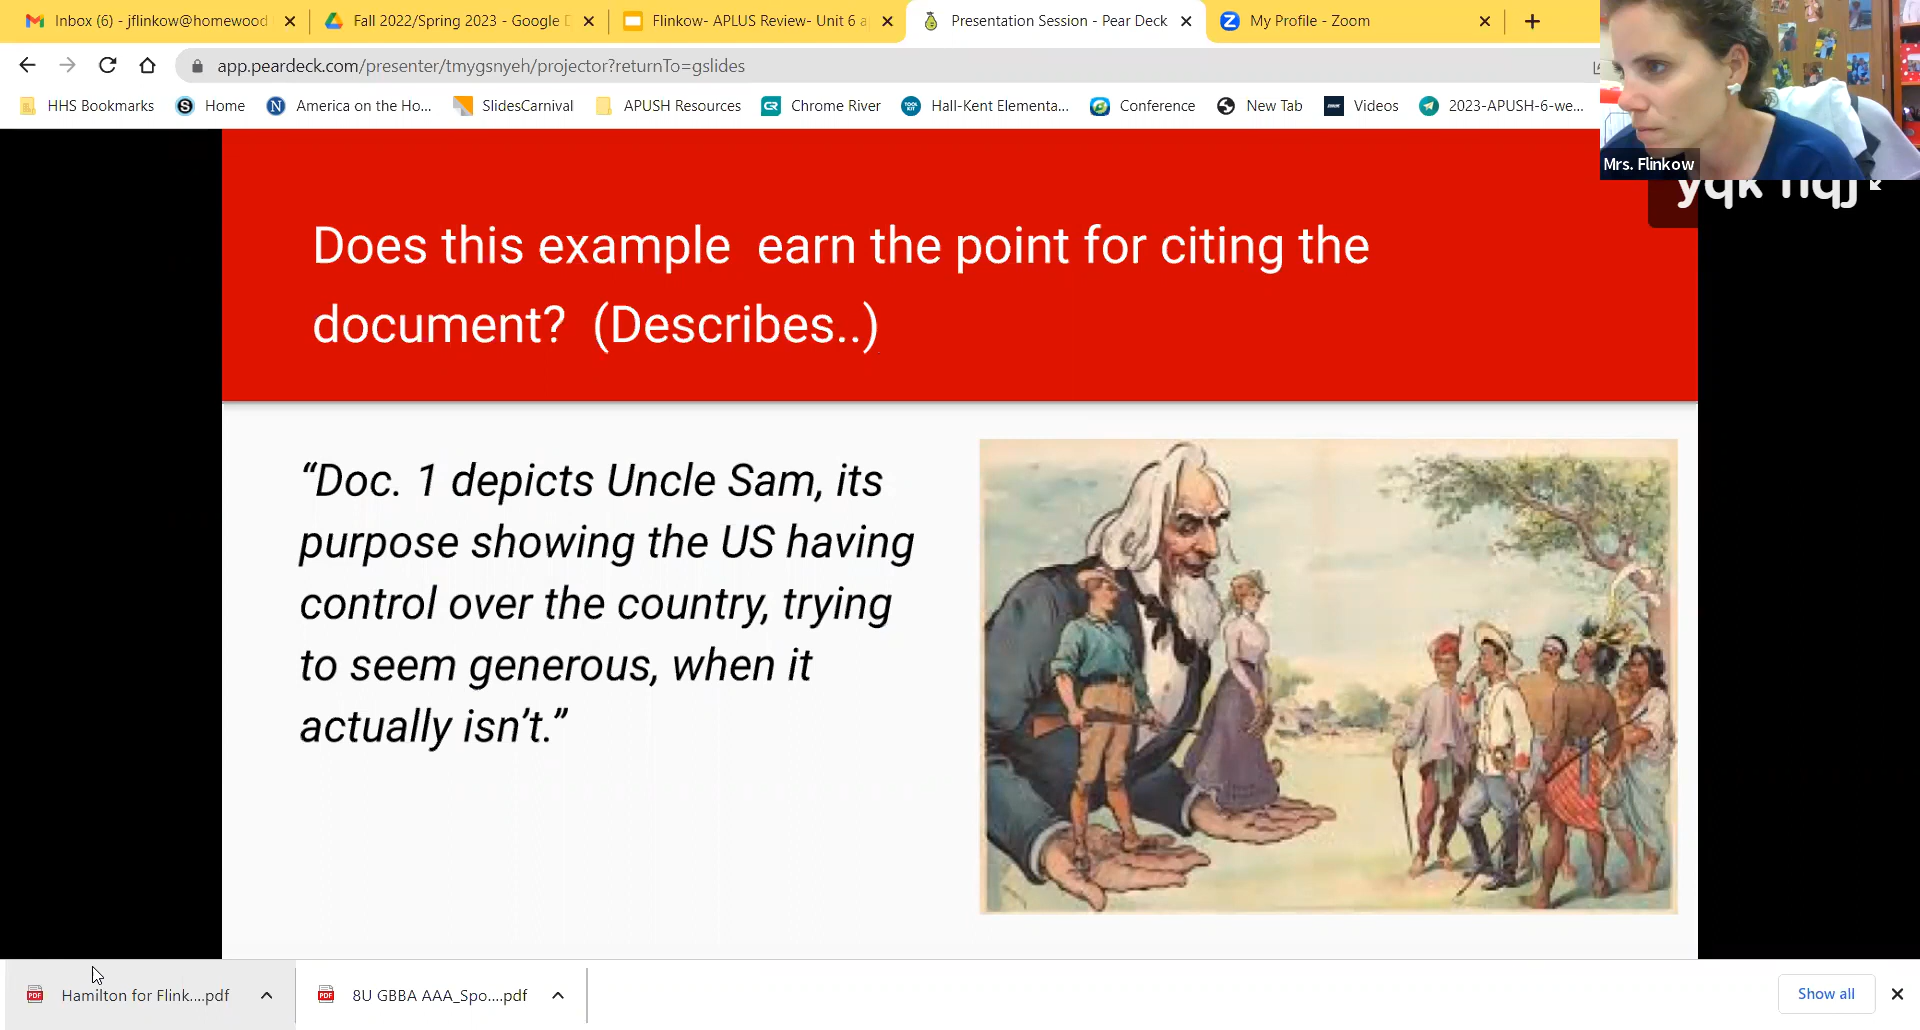 Inbox (6) - jflinkow@homewood
Fall 2022/Spring 2023 - Google D
Flinkow- APLUS Review- Unit 6 a
Presentation Session - Pear Deck
My Profile - Zoom
app.peardeck.com/presenter/tmygsnyeh/projector?returnTo=gslides
HHS Bookmarks
Home
America on the Ho...
SlidesCarnival
APUSH Resources
Chrome River
Hall-Kent Elementa...
Conference
New Tab
Videos
2023-APUSH-6-we...
Mrs. Flinkow
Does this example earn the point for citing the
document? (Describes..)
“Doc. 1 depicts Uncle Sam, its
purpose showing the US having
control over the country, trying
to seem generous, when it
actually isn’t.”
Hamilton for Flink....pdf
8U GBBA AAA_Spo....pdf
Show all